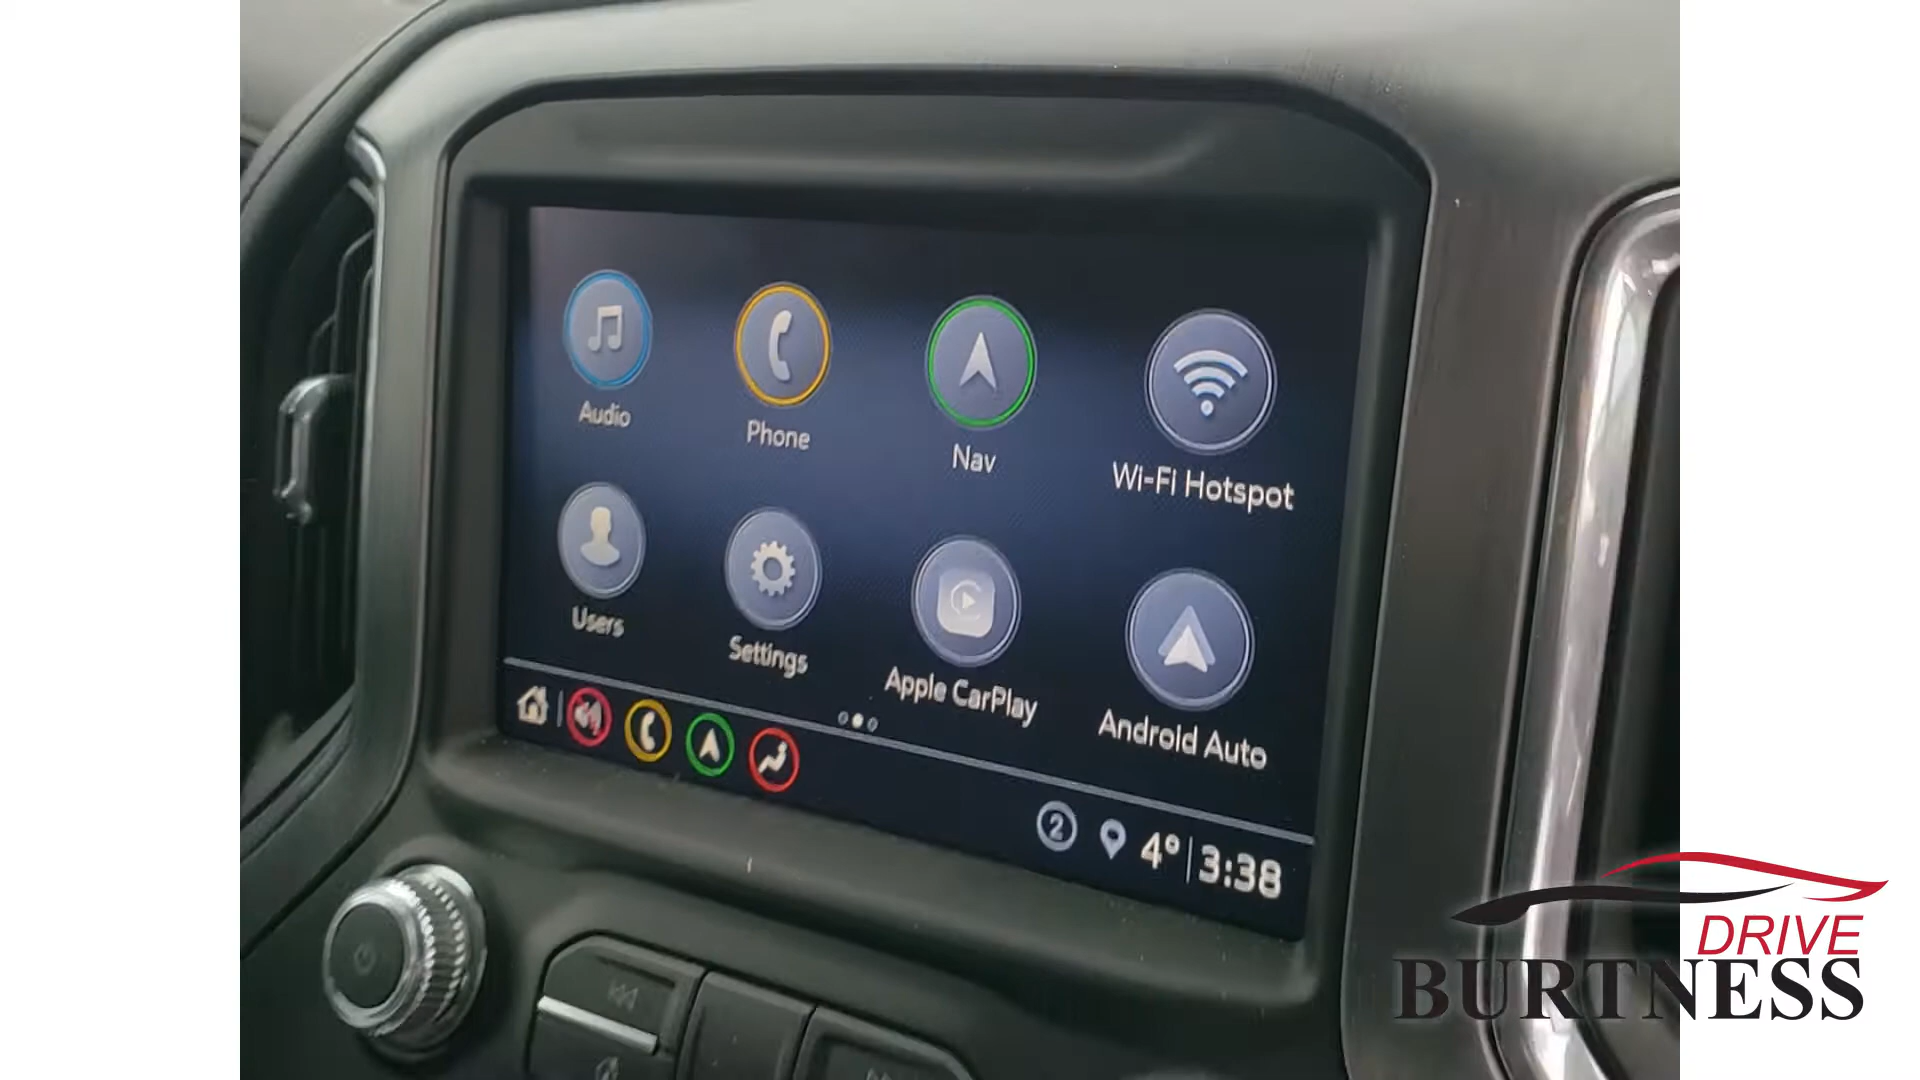 Audio
Phone
Nav
Wi-Fi Hotspot
Users
Settings
Apple CarPlay
Android Auto
2
4° 3:38
DRIVE
BURTNESS